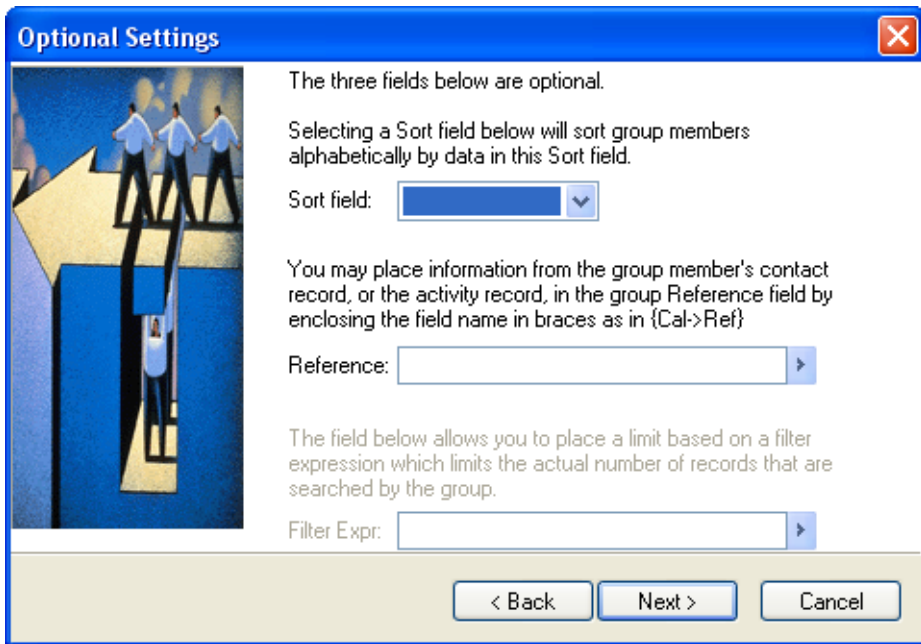 Optional Settings
The three fields below are optional.
Selecting a Sort field below will sort group members
alphabetically by data in this Sort field.
Sort field:
You may place information from the group member's contact
record, or the activity record, in the group Reference field by
enclosing the field name in braces as in {Cal->Ref}
Reference:
The field below allows you to place a limit based on a filter
expression which limits the actual number of records that are
searched by the group.
Filter Expr:
< Back
Next >
Cancel